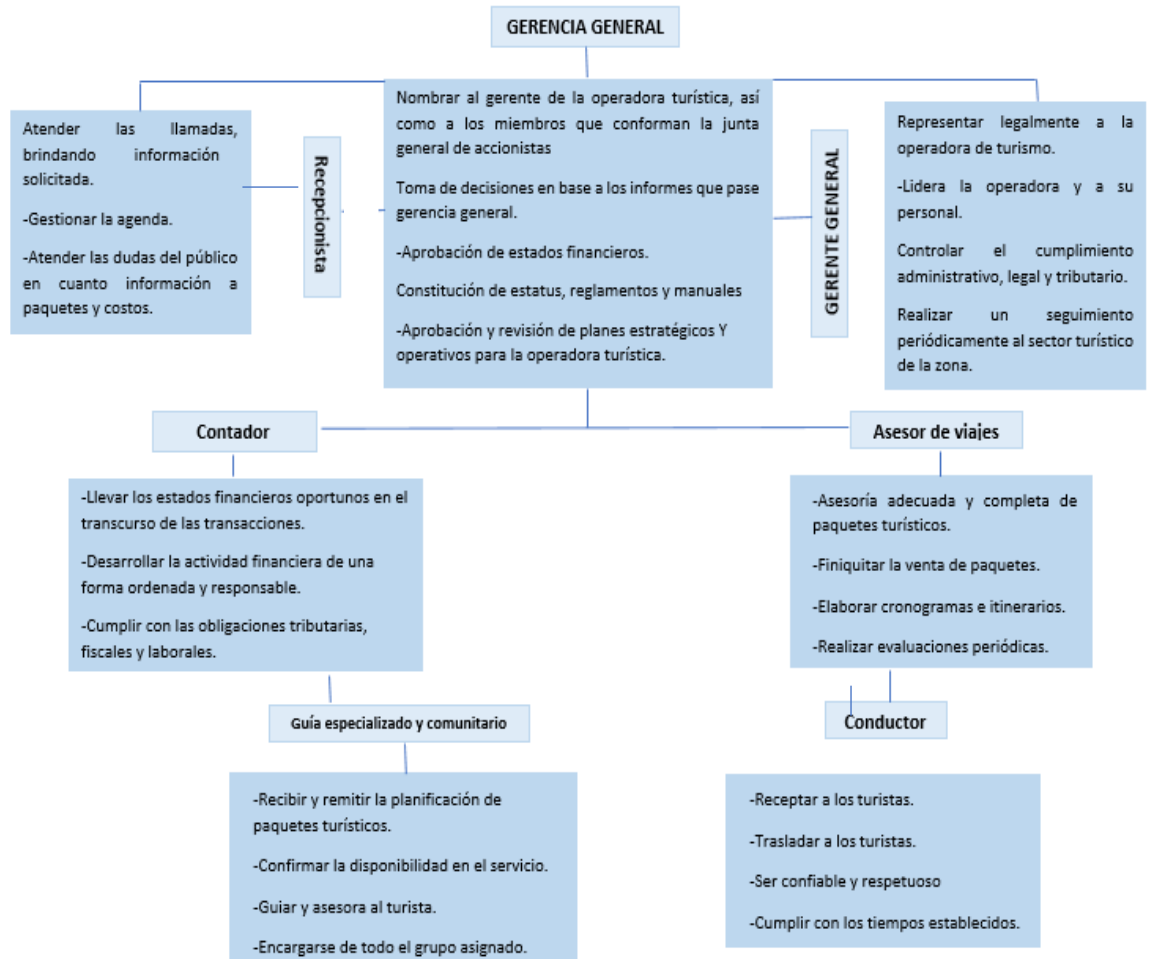 GERENCIA GENERAL
Atender las llamadas,
brindando información
solicitada.
-Gestionar la agenda.
-Atender las dudas del público
en cuanto información a
paquetes y costos.
Recepcionista
Nombrar al gerente de la operadora turística, así
como a los miembros que conforman la junta
general de accionistas
Toma de decisiones en base a los informes que pase
gerencia general.
-Aprobación de estados financieros.
Constitución de estatus, reglamentos y manuales
-Aprobación y revisión de planes estratégicos Y
operativos para la operadora turística.
GERENTE GENERAL
Representar legalmente a la
operadora de turismo.
-Lidera la operadora y a su
personal.
Controlar el cumplimiento
administrativo, legal y tributario.
Realizar un seguimiento
periódicamente al sector turístico
de la zona.
Contador
-Llevar los estados financieros oportunos en el
transcurso de las transacciones.
-Desarrollar la actividad financiera de una
forma ordenada y responsable.
-Cumplir con las obligaciones tributarias,
fiscales y laborales.
Asesor de viajes
-Asesoría adecuada y completa de
paquetes turísticos.
-Finiquitar la venta de paquetes.
-Elaborar cronogramas e itinerarios.
-Realizar evaluaciones periódicas.
Guía especializado y comunitario
-Recibir y remitir la planificación de
paquetes turísticos.
-Confirmar la disponibilidad en el servicio.
-Guiar y asesora al turista.
-Encargarse de todo el grupo asignado.
Conductor
-Receptar a los turistas.
-Trasladar a los turistas.
-Ser confiable y respetuoso
-Cumplir con los tiempos establecidos.